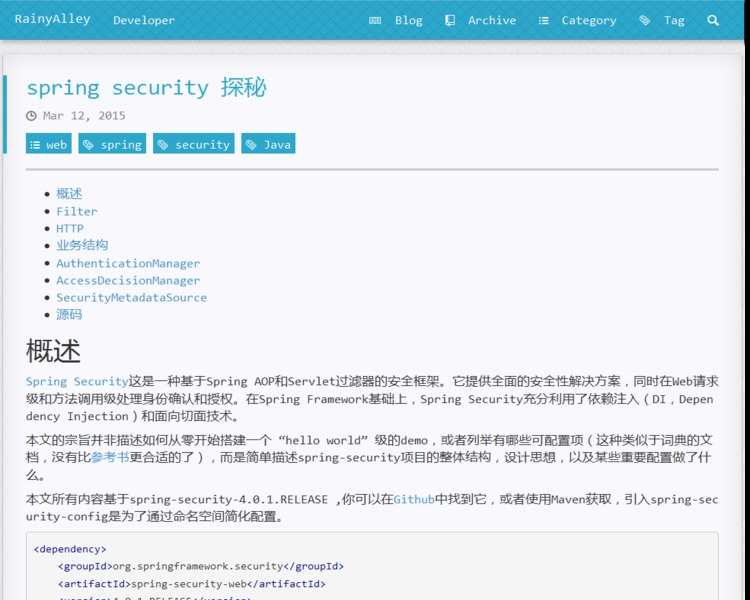 RainyAlley Developer Blog Archive Category Tag
spring security 探秘
Mar 12, 2015
web spring security Java
概述
Filter
HTTP
业务结构
AuthenticationManager
AccessDecisionManager
SecurityMetadataSource
源码
概述
Spring Security这是一种基于Spring AOP和Servlet过滤器的安全框架。它提供全面的安全性解决方案，同时在Web请求
级和方法调用级处理身份确认和授权。在Spring Framework基础上，Spring Security充分利用了依赖注入（DI，Depen
dency Injection）和面向切面技术。
本文的宗旨并非描述如何从零开始搭建一个 “hello world” 级的demo，或者列举有哪些可配置项（这种类似于词典的文
档，没有比参考书更合适的了），而是简单描述spring-security项目的整体结构，设计思想，以及某些重要配置做了什
么。
本文所有内容基于spring-security-4.0.1.RELEASE ,你可以在Github中找到它，或者使用Maven获取，引入spring-sec
urity-config是为了通过命名空间简化配置。
<dependency>
<groupId>org.springframework.security</groupId>
<artifactId>spring-security-web</artifactId>
<version>4.0.1.RELEASE</version>